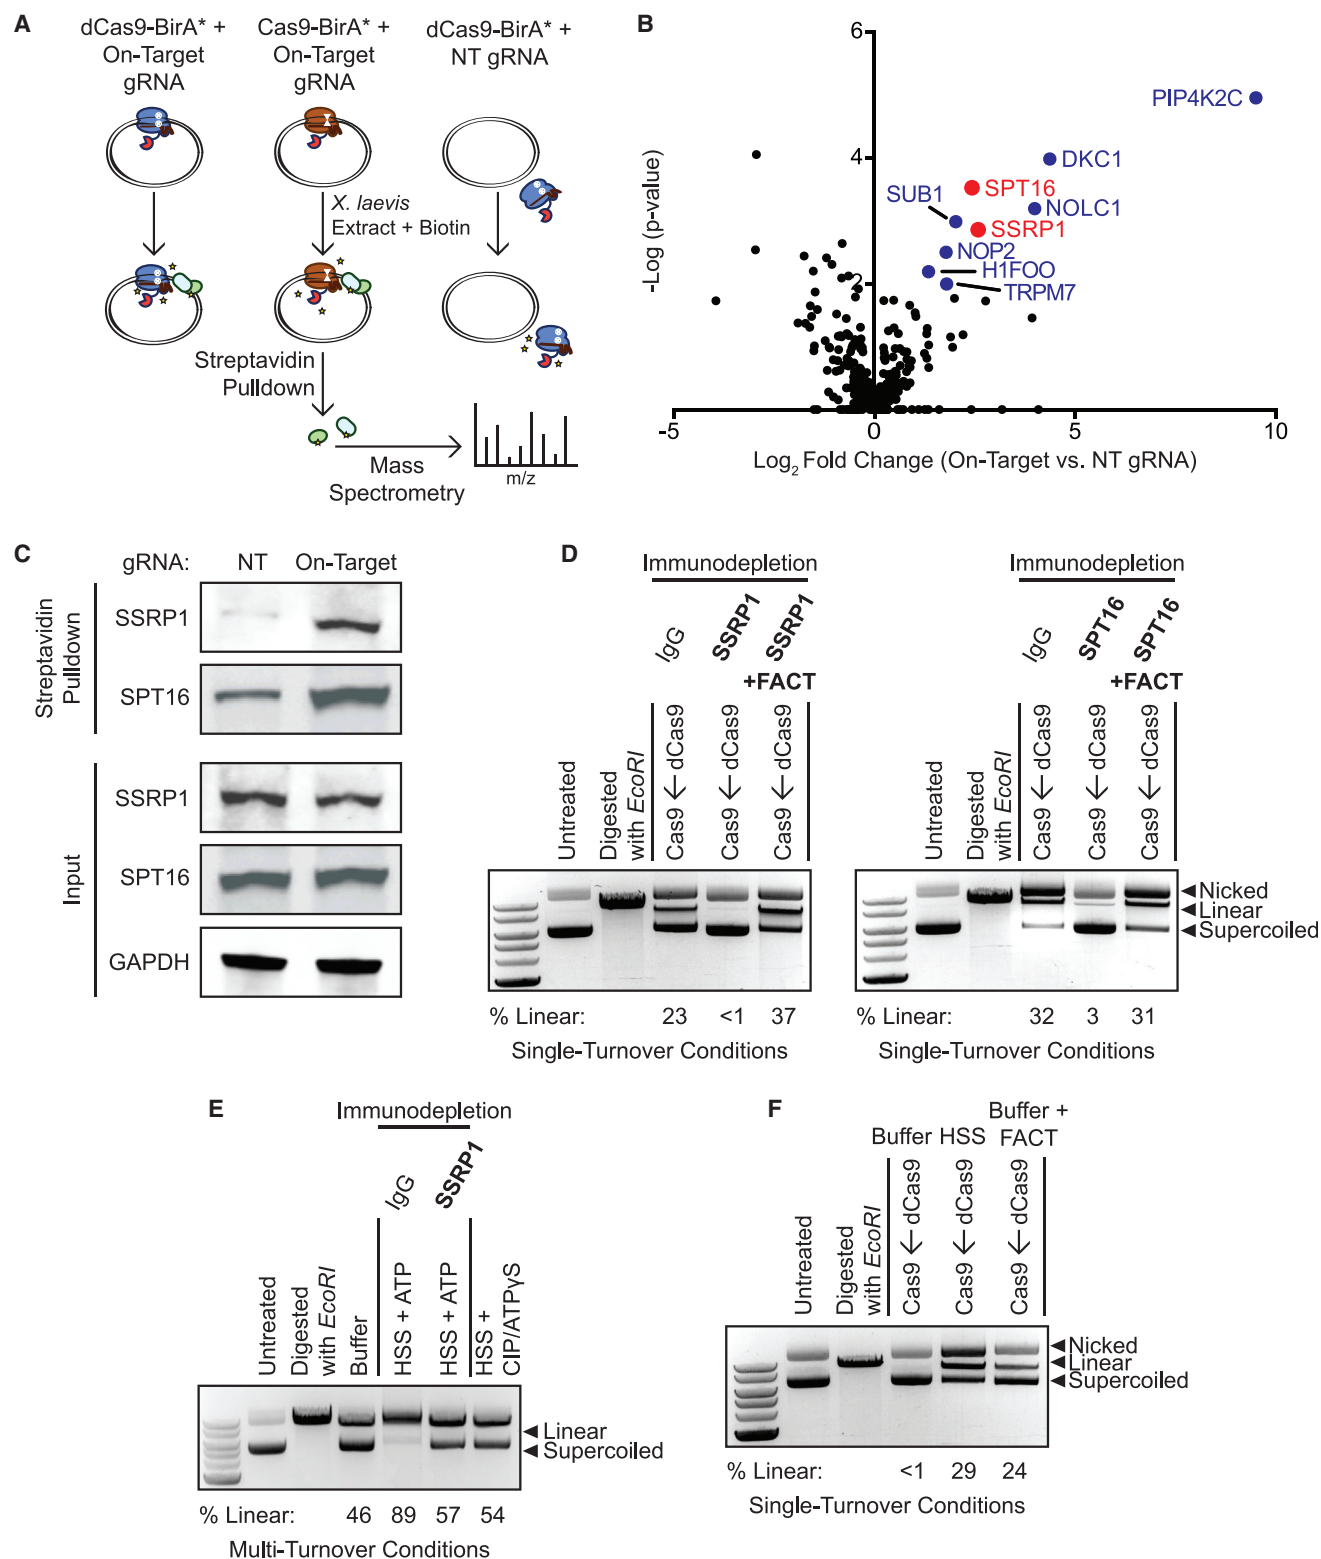 A
dCas9-BirA* +
On-Target
gRNA
Cas9-BirA* +
On-Target
gRNA
dCas9-BirA* +
NT gRNA
X. laevis
Extract + Biotin
Streptavidin
Pulldown
Mass
Spectrometry
m/z
B
-Log (p-value)
6
4
2
-5
0
5
10
Log2 Fold Change (On-Target vs. NT gRNA)
PIP4K2C
DKC1
SPT16
SUB1
NOLC1
SSRP1
NOP2
H1FOO
TRPM7
C
gRNA: NT On-Target
Streptavidin
Pulldown
SSRP1
SPT16
Input
SSRP1
SPT16
GAPDH
D
Immunodepletion
IgG
SSRP1
SSRP1
+FACT
Untreated
Digested
with EcoRI
Cas9 ← dCas9
Cas9 ← dCas9
Cas9 ← dCas9
% Linear: 23 <1 37
Single-Turnover Conditions
Immunodepletion
IgG
SPT16
SPT16
+FACT
Untreated
Digested
with EcoRI
Cas9 ← dCas9
Cas9 ← dCas9
Cas9 ← dCas9
◄Nicked
◄Linear
◄Supercoiled
% Linear: 32 3 31
Single-Turnover Conditions
E
Immunodepletion
IgG
SSRP1
Untreated
Digested
with EcoRI
Buffer
HSS + ATP
HSS + ATP
HSS +
CIP/ATPγS
◄Linear
◄Supercoiled
% Linear: 46 89 57 54
Multi-Turnover Conditions
F
Buffer HSS
Buffer +
FACT
Untreated
Digested
with EcoRI
Cas9 ← dCas9
Cas9 ← dCas9
Cas9 ← dCas9
◄Nicked
◄Linear
◄Supercoiled
% Linear: <1 29 24
Single-Turnover Conditions